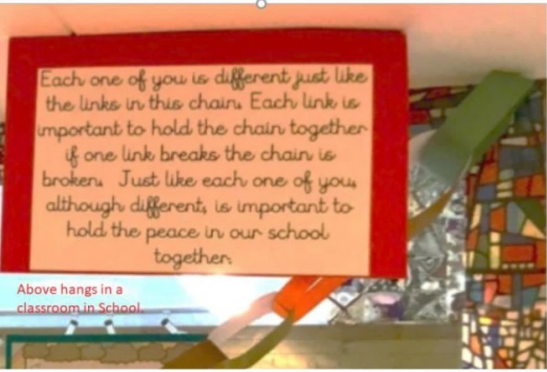 Each one of you is different just like
the links in this chain. Each link is
important to hold the chain together
if one link breaks the chain is
broken. Just like each one of you,
although different, is important to
hold the peace in our school
together.
Above hangs in a
classroom in School.